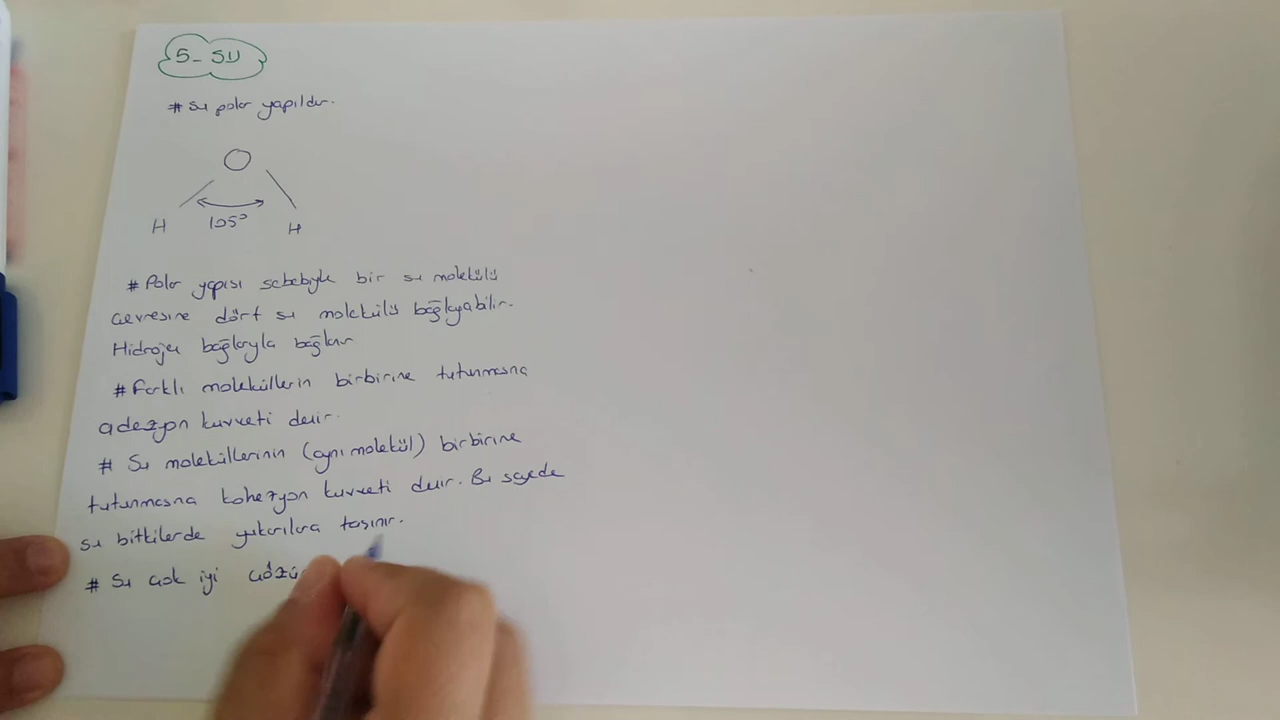 5- SU
# Su polar yapılıdır.
O
105°
H H
# Polar yapısı sebebiyle bir su molekülü
çevresine dört su molekülü bağlayabilir.
Hidrojen bağlarıyla bağlanır
# Farklı moleküllerin birbirine tutunmasına
adezyon kuvveti denir.
# Su moleküllerinin (aynı molekül) birbirine
tutunmasına kohezyon kuvveti denir. Bu sayede
su bitkilerde yukarılara taşınır.
# Su çok iyi